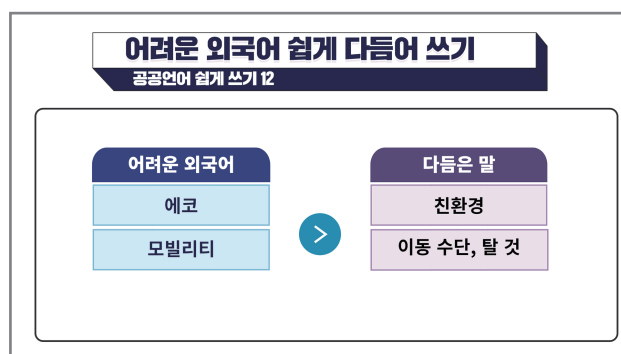 어려운 외국어 쉽게 다듬어 쓰기
공공언어 쉽게 쓰기 12
어려운 외국어
다듬은 말
에코
친환경
모빌리티
이동 수단, 탈 것